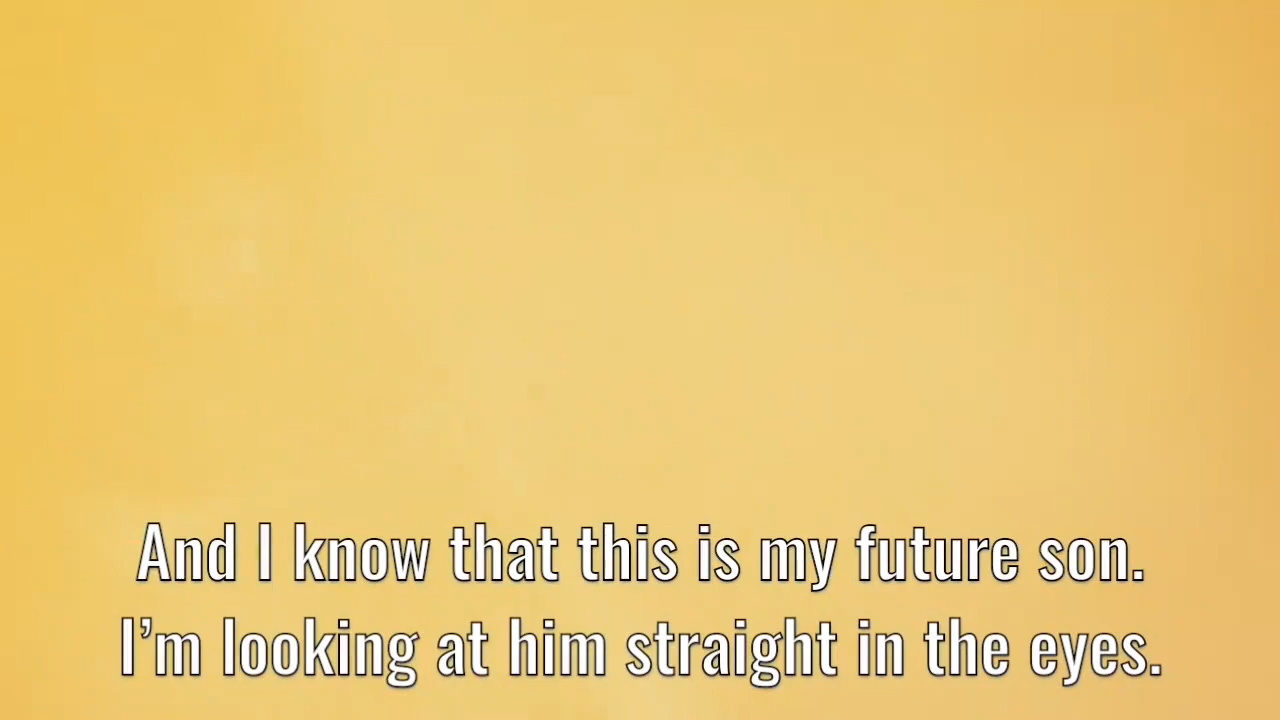 And I know that this is my future son.
I’m looking at him straight in the eyes.